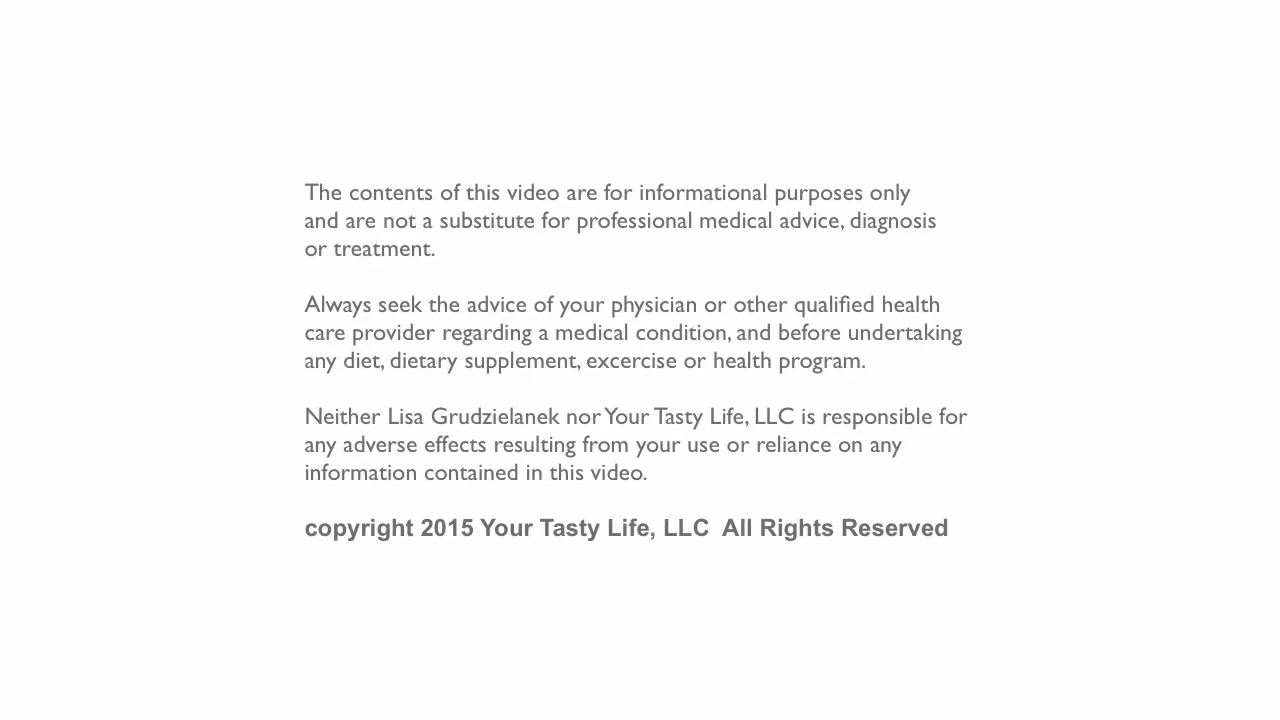 The contents of this video are for informational purposes only
and are not a substitute for professional medical advice, diagnosis
or treatment.
Always seek the advice of your physician or other qualified health
care provider regarding a medical condition, and before undertaking
any diet, dietary supplement, excercise or health program.
Neither Lisa Grudzielanek nor Your Tasty Life, LLC is responsible for
any adverse effects resulting from your use or reliance on any
information contained in this video.
copyright 2015 Your Tasty Life, LLC  All Rights Reserved